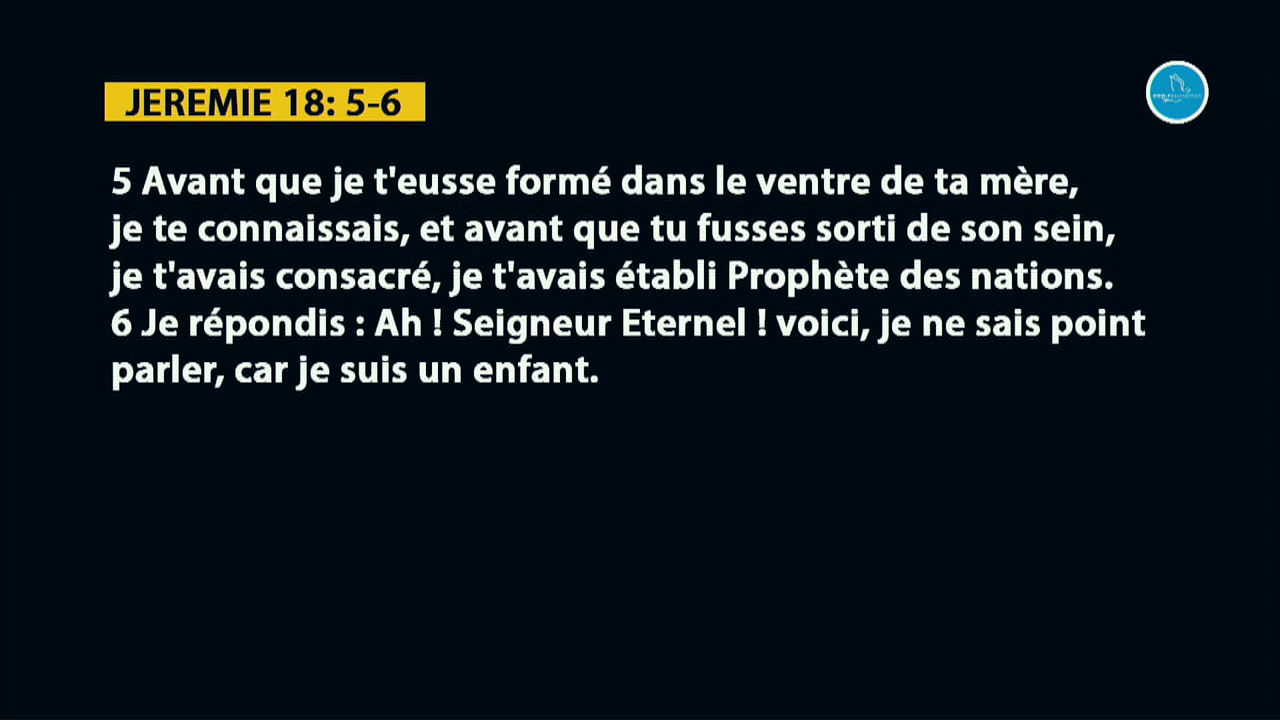 JEREMIE 18: 5-6
5 Avant que je t'eusse formé dans le ventre de ta mère,
je te connaissais, et avant que tu fusses sorti de son sein,
je t'avais consacré, je t'avais établi Prophète des nations.
6 Je répondis : Ah ! Seigneur Eternel ! voici, je ne sais point
parler, car je suis un enfant.